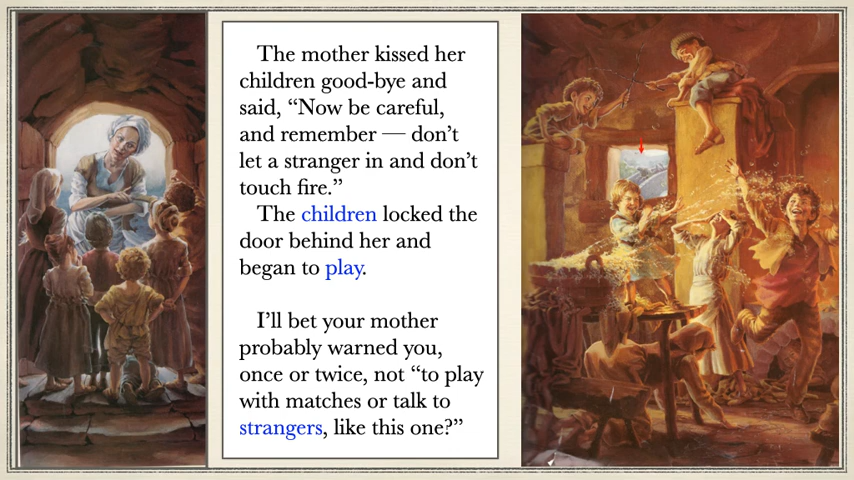 The mother kissed her
children good-bye and
said, “Now be careful,
and remember — don’t
let a stranger in and don’t
touch fire.”
The children locked the
door behind her and
began to play.
I’ll bet your mother
probably warned you,
once or twice, not “to play
with matches or talk to
strangers, like this one?”